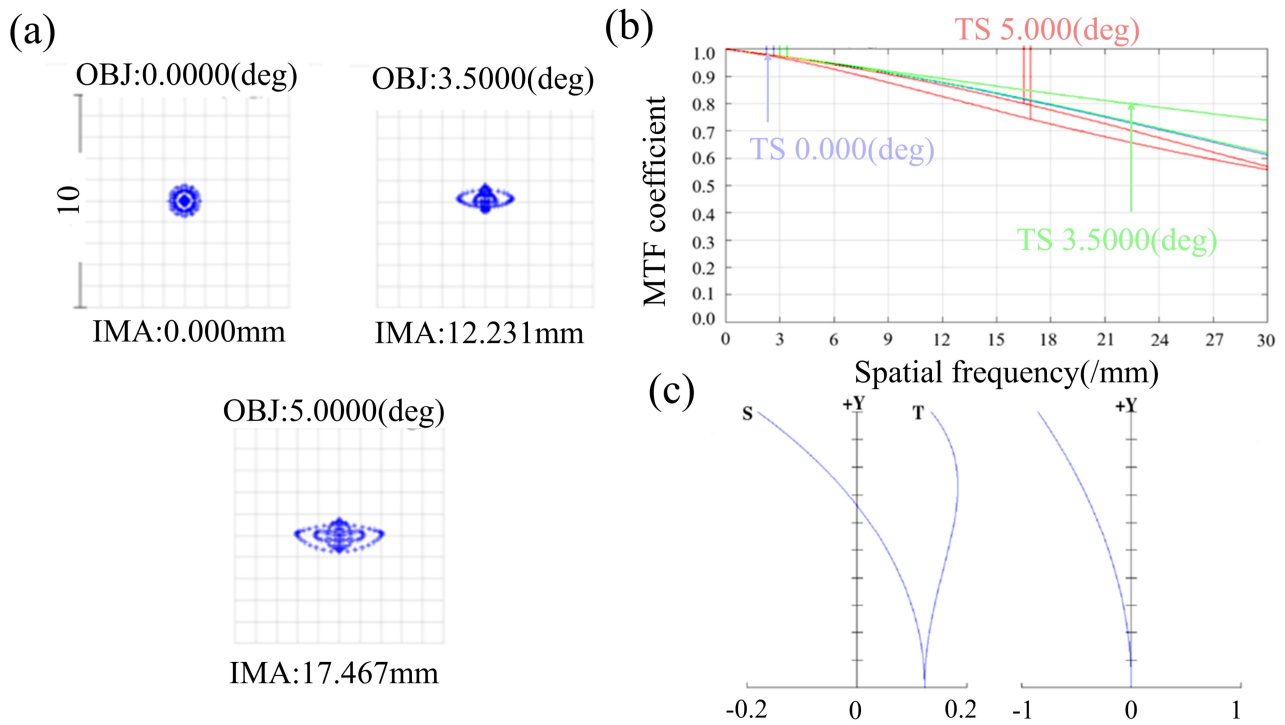 (a)
OBJ:0.0000(deg)
OBJ:3.5000(deg)
10
IMA:0.000mm
IMA:12.231mm
OBJ:5.0000(deg)
IMA:17.467mm
(b)
TS 5.000(deg)
1.0
0.9
0.8
0.7
0.6
0.5
0.4
0.3
0.2
0.1
0.0
MTF coefficient
TS 0.000(deg)
TS 3.5000(deg)
0 3 6 9 12 15 18 21 24 27 30
Spatial frequency(/mm)
(c)
S +Y T +Y
-0.2 0 0.2 -1 0 1